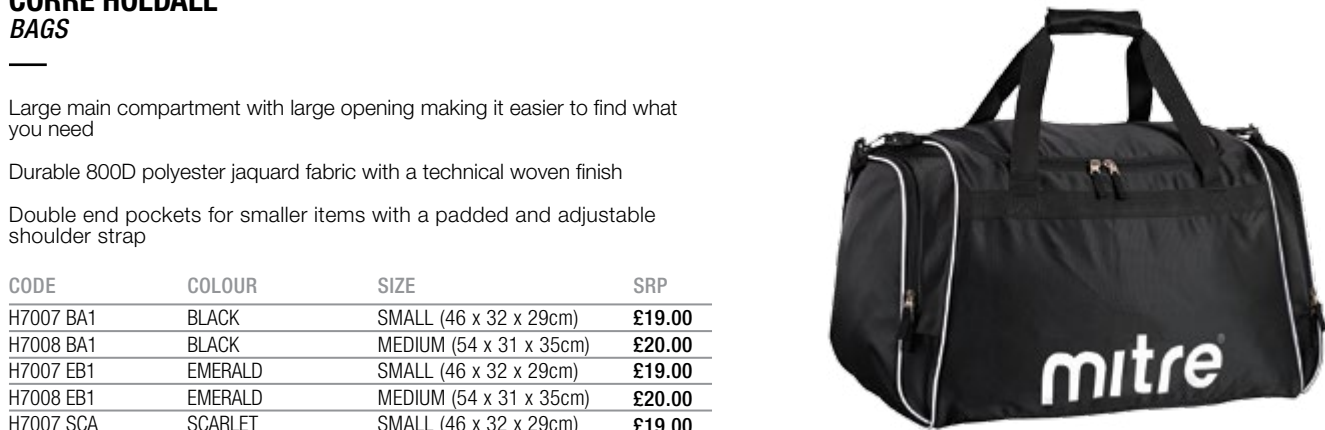 CORRE HOLDALL
BAGS
Large main compartment with large opening making it easier to find what
you need
Durable 800D polyester jaquard fabric with a technical woven finish
Double end pockets for smaller items with a padded and adjustable
shoulder strap
CODE COLOUR SIZE SRP
H7007 BA1 BLACK SMALL (46 x 32 x 29cm) £19.00
H7008 BA1 BLACK MEDIUM (54 x 31 x 35cm) £20.00
H7007 EB1 EMERALD SMALL (46 x 32 x 29cm) £19.00
H7008 EB1 EMERALD MEDIUM (54 x 31 x 35cm) £20.00
H7007 SCA SCARLET SMALL (46 x 32 x 29cm) £19.00
mitre